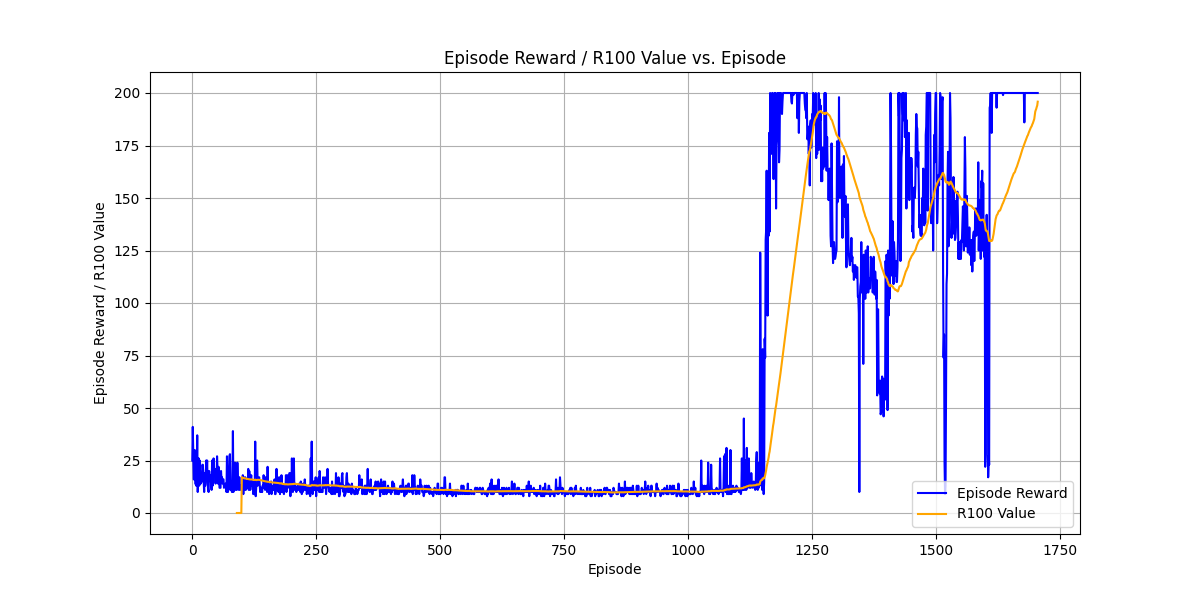 Episode Reward / R100 Value vs. Episode
Episode Reward / R100 Value
200
175
150
125
100
75
50
25
0
0 250 500 750 1000 1250 1500 1750
Episode
Episode Reward
R100 Value